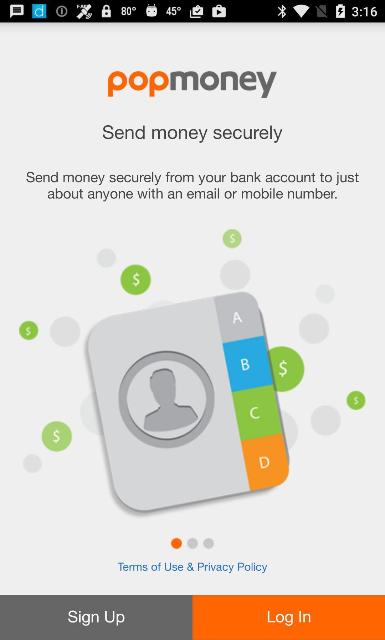 80° 45° 3:16
popmoney
Send money securely
Send money securely from your bank account to just
about anyone with an email or mobile number.
$
$
$
$
$
$
A
B
C
D
Terms of Use & Privacy Policy
Sign Up Log In